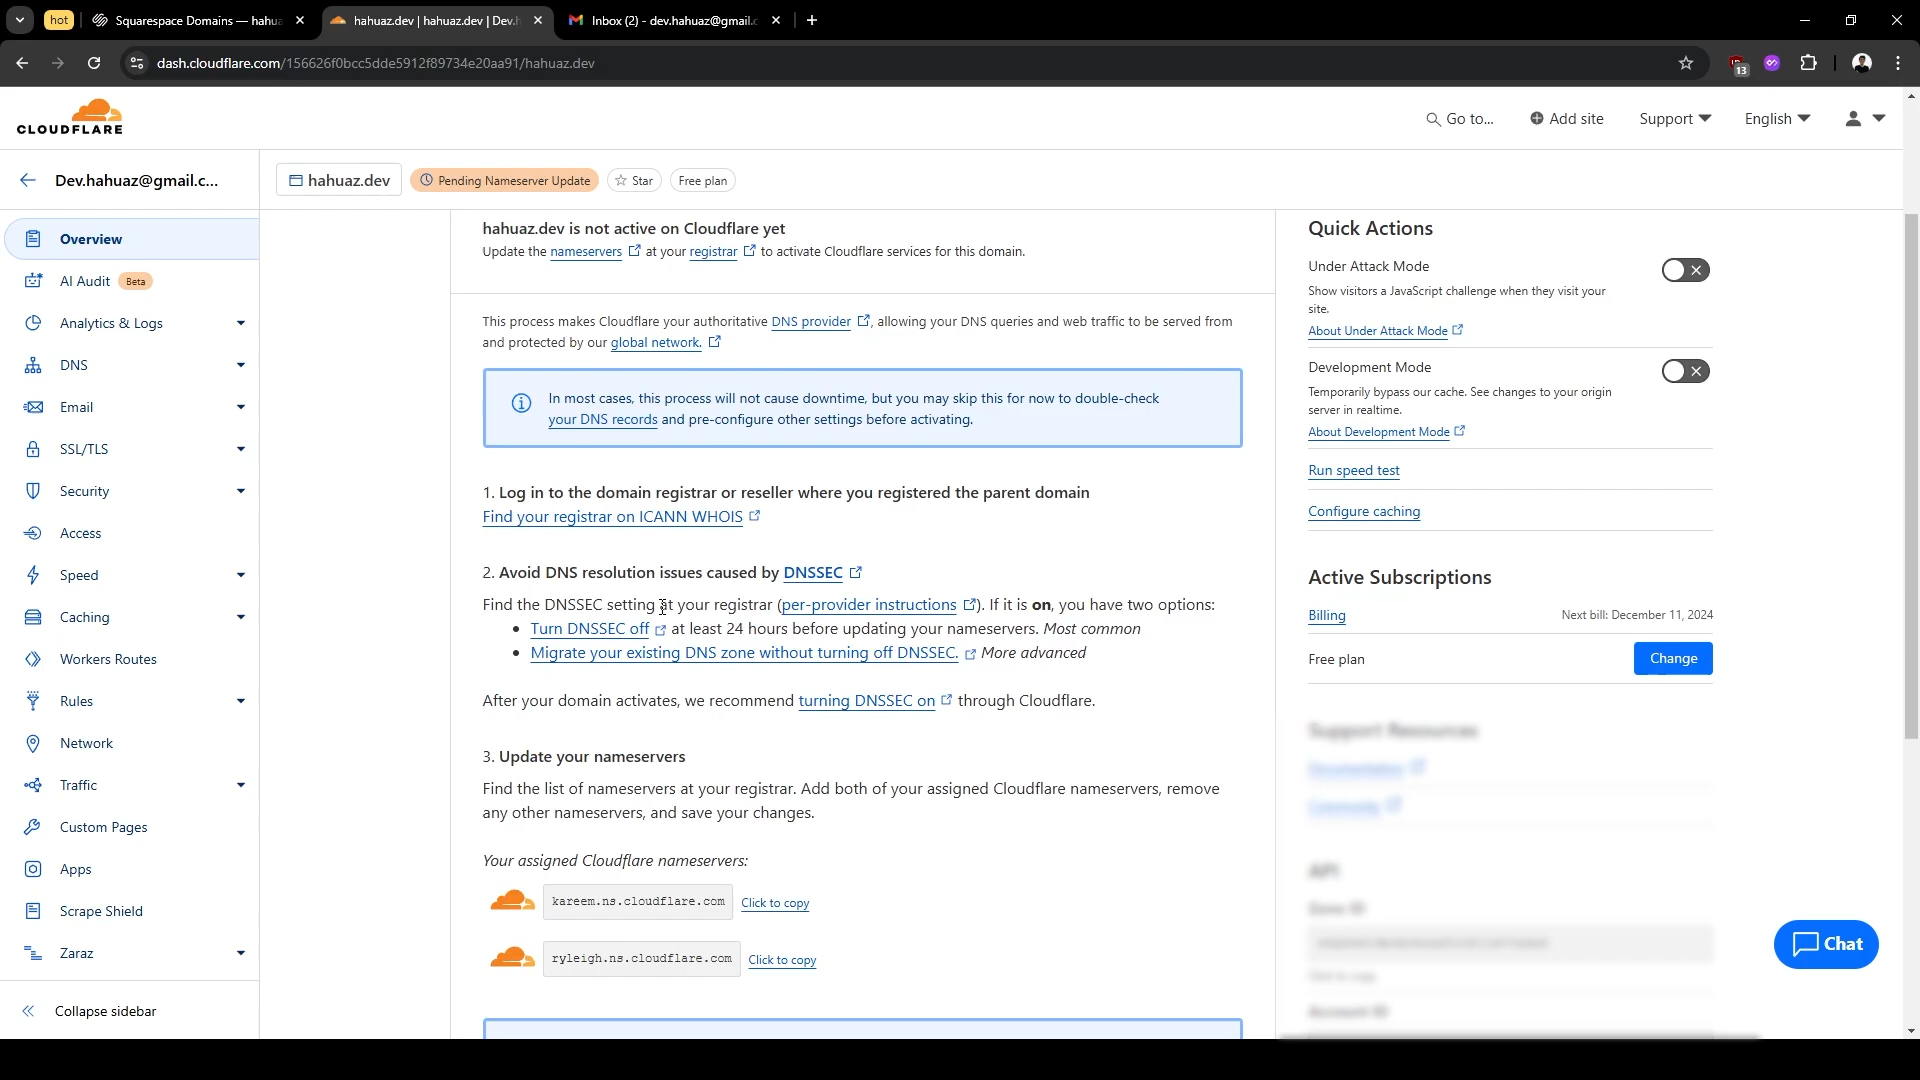 hot
Squarespace Domains — hahua
hahuaz.dev | hahuaz.dev | Dev.h
Inbox (2) - dev.hahuaz@gmail.c
dash.cloudflare.com/156626f0bcc5dde5912f89734e20aa91/hahuaz.dev
13
CLOUDFLARE
Go to...
Add site
Support
English
Dev.hahuaz@gmail.c...
hahuaz.dev
Pending Nameserver Update
Star
Free plan
Overview
AI Audit
Beta
Analytics & Logs
DNS
Email
SSL/TLS
Security
Access
Speed
Caching
Workers Routes
Rules
Network
Traffic
Custom Pages
Apps
Scrape Shield
Zaraz
Collapse sidebar
hahuaz.dev is not active on Cloudflare yet
Update the nameservers at your registrar to activate Cloudflare services for this domain.
This process makes Cloudflare your authoritative DNS provider , allowing your DNS queries and web traffic to be served from
and protected by our global network.
In most cases, this process will not cause downtime, but you may skip this for now to double-check
your DNS records and pre-configure other settings before activating.
1. Log in to the domain registrar or reseller where you registered the parent domain
Find your registrar on ICANN WHOIS
2. Avoid DNS resolution issues caused by DNSSEC
Find the DNSSEC setting at your registrar (per-provider instructions ). If it is on, you have two options:
• Turn DNSSEC off at least 24 hours before updating your nameservers. Most common
• Migrate your existing DNS zone without turning off DNSSEC. More advanced
After your domain activates, we recommend turning DNSSEC on through Cloudflare.
3. Update your nameservers
Find the list of nameservers at your registrar. Add both of your assigned Cloudflare nameservers, remove
any other nameservers, and save your changes.
Your assigned Cloudflare nameservers:
kareem.ns.cloudflare.com Click to copy
ryleigh.ns.cloudflare.com Click to copy
Quick Actions
Under Attack Mode
Show visitors a JavaScript challenge when they visit your
site.
About Under Attack Mode
Development Mode
Temporarily bypass our cache. See changes to your origin
server in realtime.
About Development Mode
Run speed test
Configure caching
Active Subscriptions
Billing
Next bill: December 11, 2024
Free plan
Change
Support Resources
Documentation
Community
API
Zone ID
Click to copy
Account ID
Chat